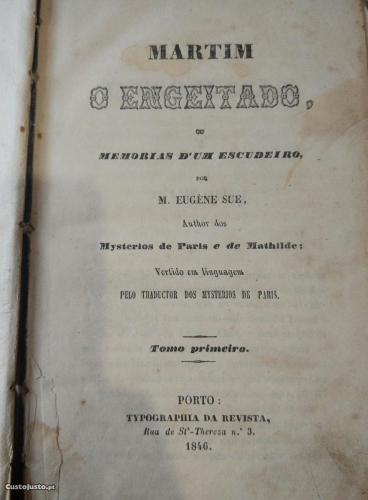 MARTIM
O ENGEITADO,
OU
MEMORIAS D'UM ESCUDEIRO,
POR
M. EUGÈNE SUE,
Author dos
Mysterios de Paris e de Mathilde;
Vertido em linguagem
PELO TRADUCTOR DOS MYSTERIOS DE PARIS.
Tomo primeiro.
PORTO:
TYPOGRAPHIA DA REVISTA,
Rua de St.ª-Thereza n.º 3.
1846.
CustoJusto.pt